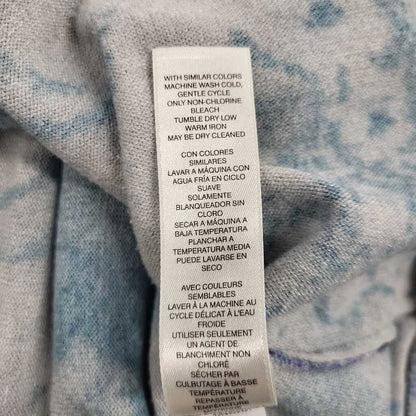 WITH SIMILAR COLORS
MACHINE WASH COLD,
GENTLE CYCLE
ONLY NON-CHLORINE
BLEACH
TUMBLE DRY LOW
WARM IRON
MAY BE DRY CLEANED
CON COLORES
SIMILARES
LAVAR A MÁQUINA CON
AGUA FRÍA EN CICLO
SUAVE
SOLAMENTE
BLANQUEADOR SIN
CLORO
SECAR A MÁQUINA A
BAJA TEMPERATURA
PLANCHAR A
TEMPERATURA MEDIA
PUEDE LAVARSE EN
SECO
AVEC COULEURS
SEMBLABLES
LAVER À LA MACHINE AU
CYCLE DÉLICAT À L'EAU
FROIDE
UTILISER SEULEMENT
UN AGENT DE
BLANCHIMENT NON
CHLORÉ
SÉCHER PAR
CULBUTAGE À BASSE
TEMPÉRATURE
REPASSER À
TEMPÉRATURE